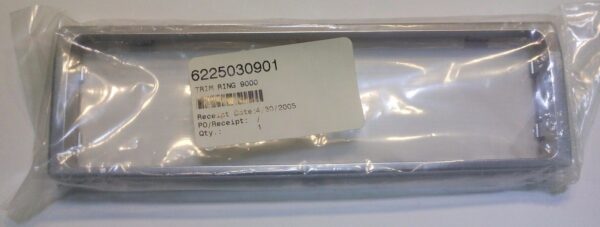 6225030901
TRIM RING 9000
Receipt Date:4/30/2005
PO/Receipt: /
Qty.: 1